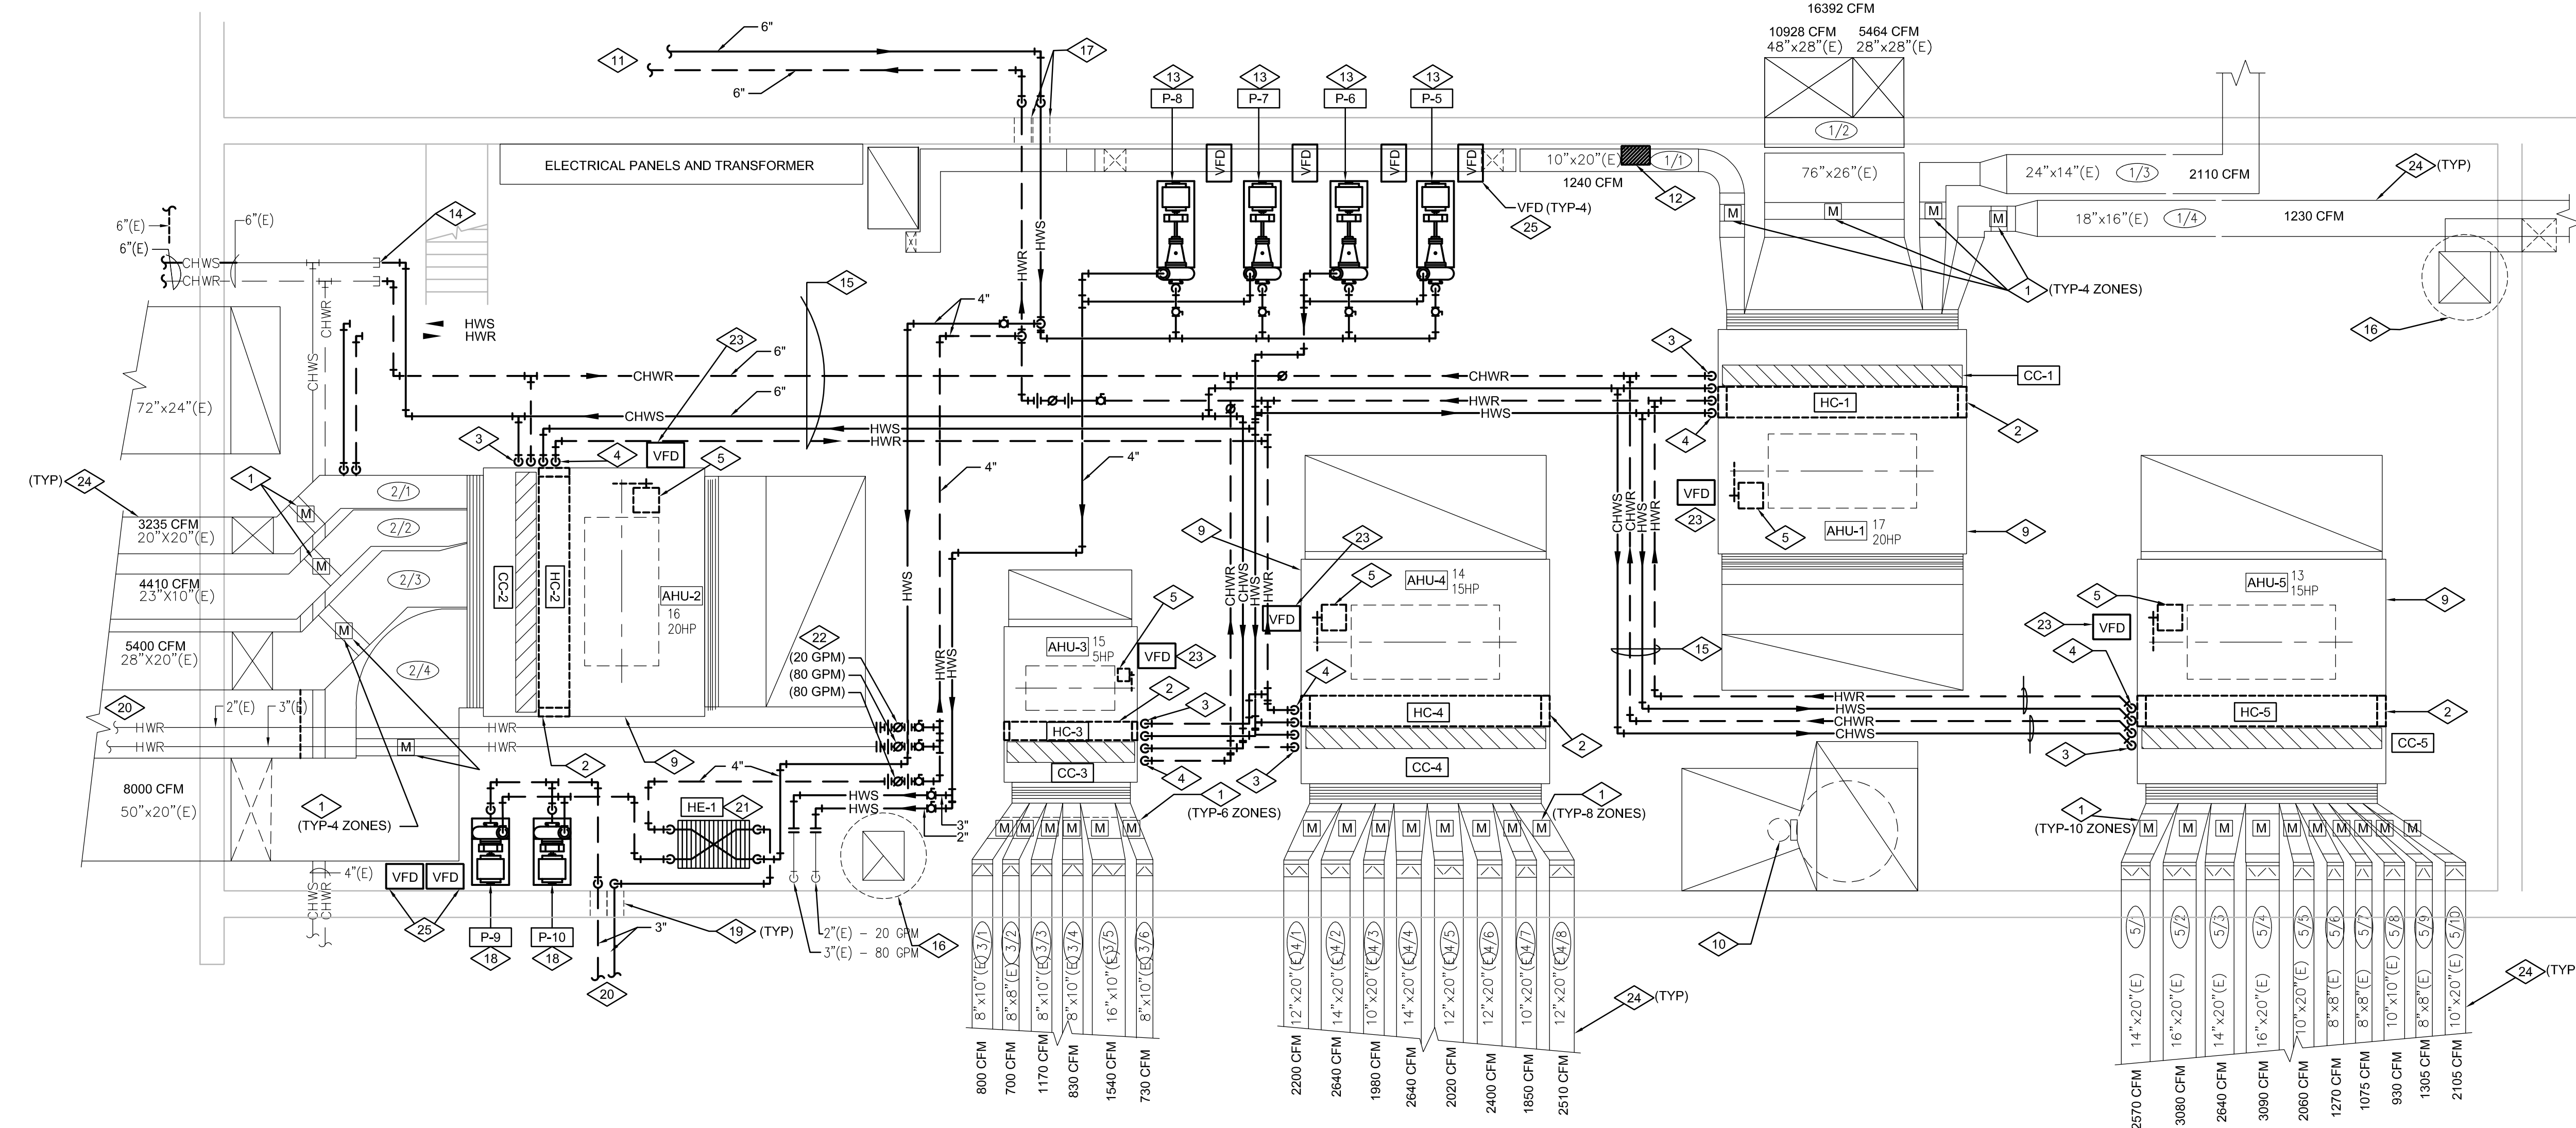 16392 CFM
10928 CFM 5464 CFM
48"x28"(E) 28"x28"(E)
6"
11
17
6"
13 13 13 13
P-8 P-7 P-6 P-5
1/2
ELECTRICAL PANELS AND TRANSFORMER
VFD VFD VFD VFD
10"x20"(E) 1/1
1240 CFM
12
76"x26"(E)
24"x14"(E) 1/3 2110 CFM
24 (TYP)
18"x16"(E) 1/4 1230 CFM
M M M M
VFD (TYP-4)
25
6"(E)
6"(E)
6"(E)
14
CHWS
CHWR
HWR
HWS
15
1 (TYP-4 ZONES)
16
CHWR
CHWS
HWS
HWR
4"
23
6"
3
CHWR
CHWR
CC-1
6"
72"x24"(E)
CHWS
HWR
HC-1
HWS
2
HWS
HWR
3
4
VFD
5
4
1
(TYP) 24
2/1
M
2/2
3235 CFM
20"X20"(E)
M
2/3
4410 CFM
23"X10"(E)
M
5400 CFM
28"X20"(E)
2/4
CC-2
HC-2
AHU-2
16
20HP
4"
4"
HWS
VFD
23
5
AHU-1 17
20HP
9
CHWS
CHWR
HWS
HWR
9
23
5
AHU-4 14
15HP
VFD
CHWR
CHWS
HWS
HWR
5
AHU-5 13
15HP
9
23
VFD
4
22
(20 GPM)
(80 GPM)
(80 GPM)
HWR
HWS
5
AHU-3 15
5HP
VFD 23
4
15
2
3
HC-3
HC-4
HWR
HWS
CHWR
CHWS
HC-5
2
20
2"(E) 3"(E)
HWR HWR
HWR
M
2
9
CC-3
4
3
CC-4
2
3
CC-5
4"
8000 CFM
50"x20"(E)
1
(TYP-4 ZONES)
HE-1 21
HWS
HWS
3"
2"
1
(TYP-6 ZONES)
1
(TYP-8 ZONES)
1
(TYP-10 ZONES)
M M M M M M
M M M M M M M M
M M M M M M M M M M
4"(E)
CHWS
CHWR
VFD VFD
25
P-9 P-10
18 18
3"
20
19 (TYP)
2"(E) - 20 GPM
3"(E) - 80 GPM
16
10
8"x10"(E) 3/1
8"x8"(E) 3/2
8"x10"(E) 3/3
8"x10"(E) 3/4
16"x10"(E) 3/5
8"x10"(E) 3/6
12"x20"(E) 4/1
14"x20"(E) 4/2
10"x20"(E) 4/3
14"x20"(E) 4/4
12"x20"(E) 4/5
12"x20"(E) 4/6
10"x20"(E) 4/7
12"x20"(E) 4/8
24 (TYP)
14"x20"(E) 5/1
16"x20"(E) 5/2
14"x20"(E) 5/3
16"x20"(E) 5/4
10"x20"(E) 5/5
8"x8"(E) 5/6
8"x8"(E) 5/7
10"x10"(E) 5/8
8"x8"(E) 5/9
10"x20"(E) 5/10
24 (TYP
800 CFM
700 CFM
1170 CFM
830 CFM
1540 CFM
730 CFM
2200 CFM
2640 CFM
1980 CFM
2640 CFM
2020 CFM
2400 CFM
1850 CFM
2510 CFM
2570 CFM
3080 CFM
2640 CFM
3090 CFM
2060 CFM
1270 CFM
1075 CFM
930 CFM
1305 CFM
2105 CFM